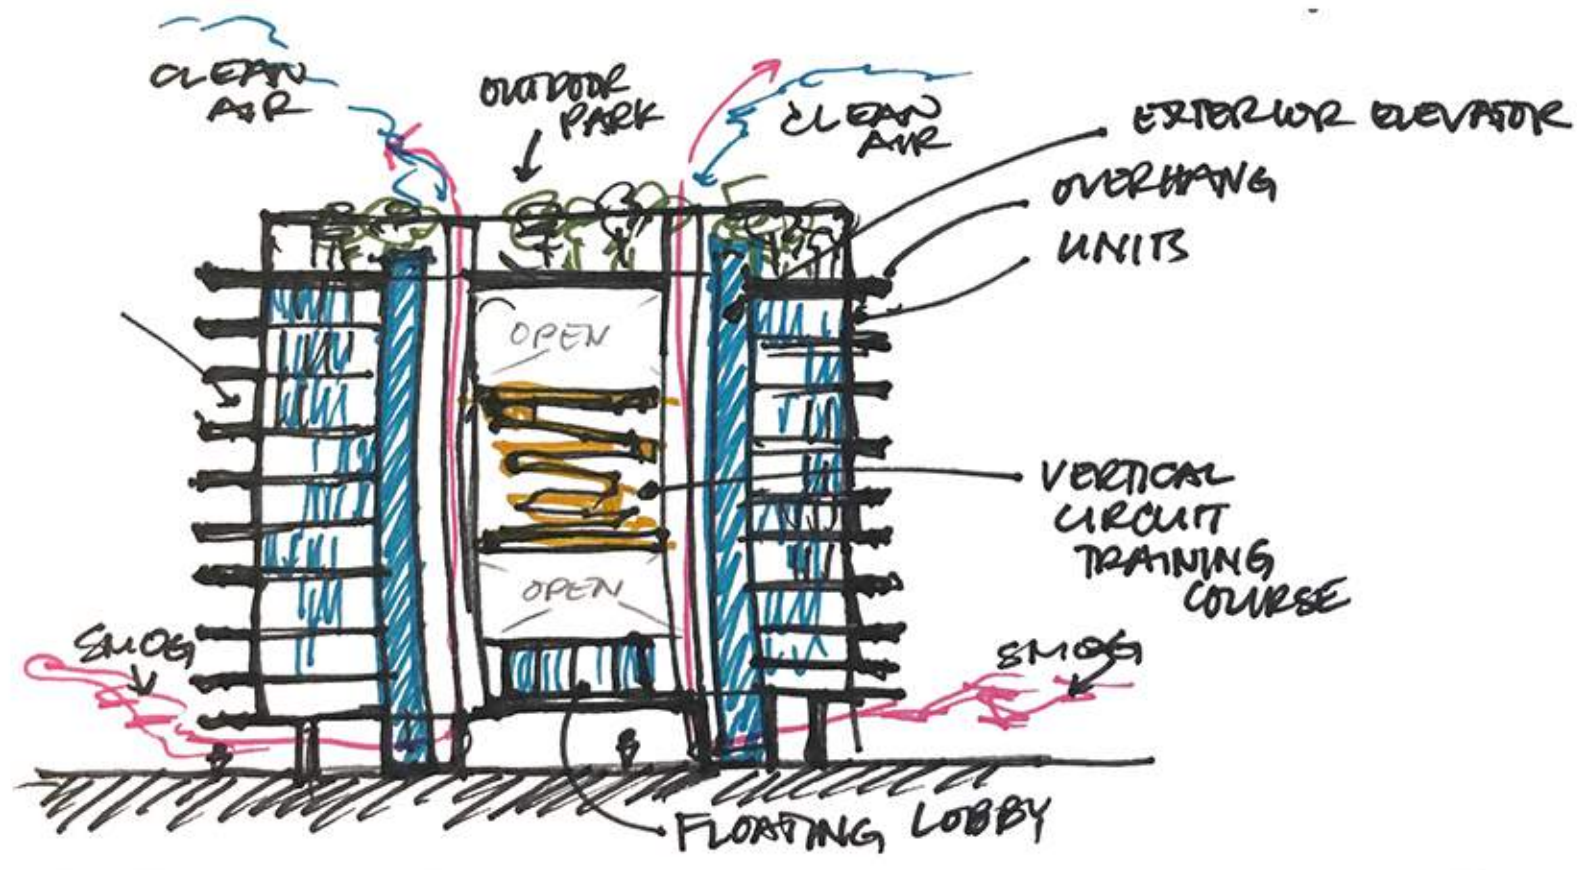 CLEAN
AIR
OUTDOOR
PARK
CLEAN
AIR
EXTERIOR ELEVATOR
OVERHANG
UNITS
OPEN
VERTICAL
CIRCUIT
TRAINING
COURSE
OPEN
SMOG
SMOG
FLOATING LOBBY